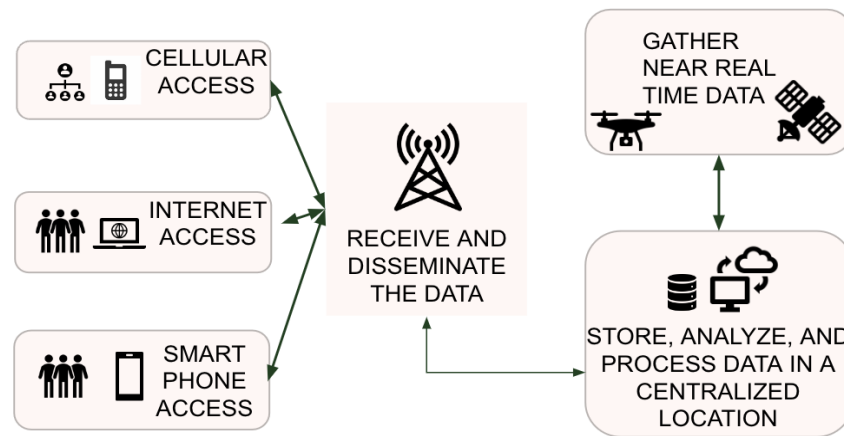 CELLULAR
ACCESS
INTERNET
ACCESS
SMART
PHONE
ACCESS
RECEIVE AND
DISSEMINATE
THE DATA
GATHER
NEAR REAL
TIME DATA
STORE, ANALYZE, AND
PROCESS DATA IN A
CENTRALIZED
LOCATION